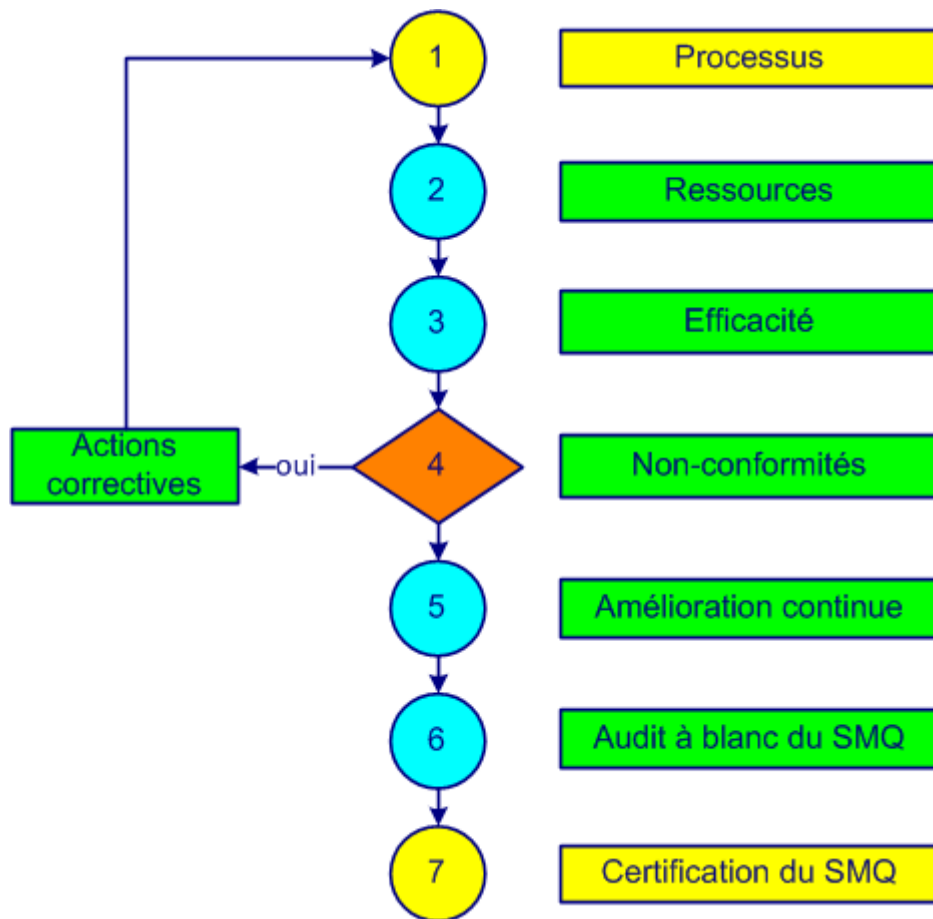 1
Processus
2
Ressources
3
Efficacité
Actions
correctives
oui
4
Non-conformités
5
Amélioration continue
6
Audit à blanc du SMQ
7
Certification du SMQ